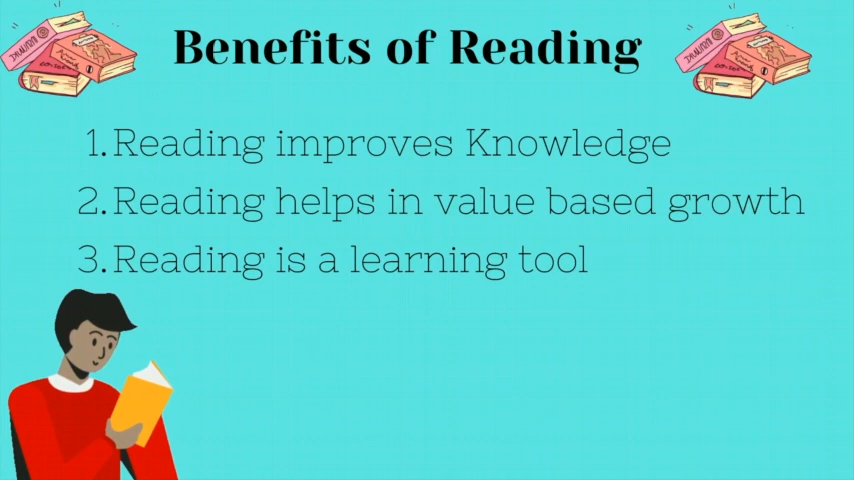 Benefits of Reading
1. Reading improves Knowledge
2. Reading helps in value based growth
3. Reading is a learning tool